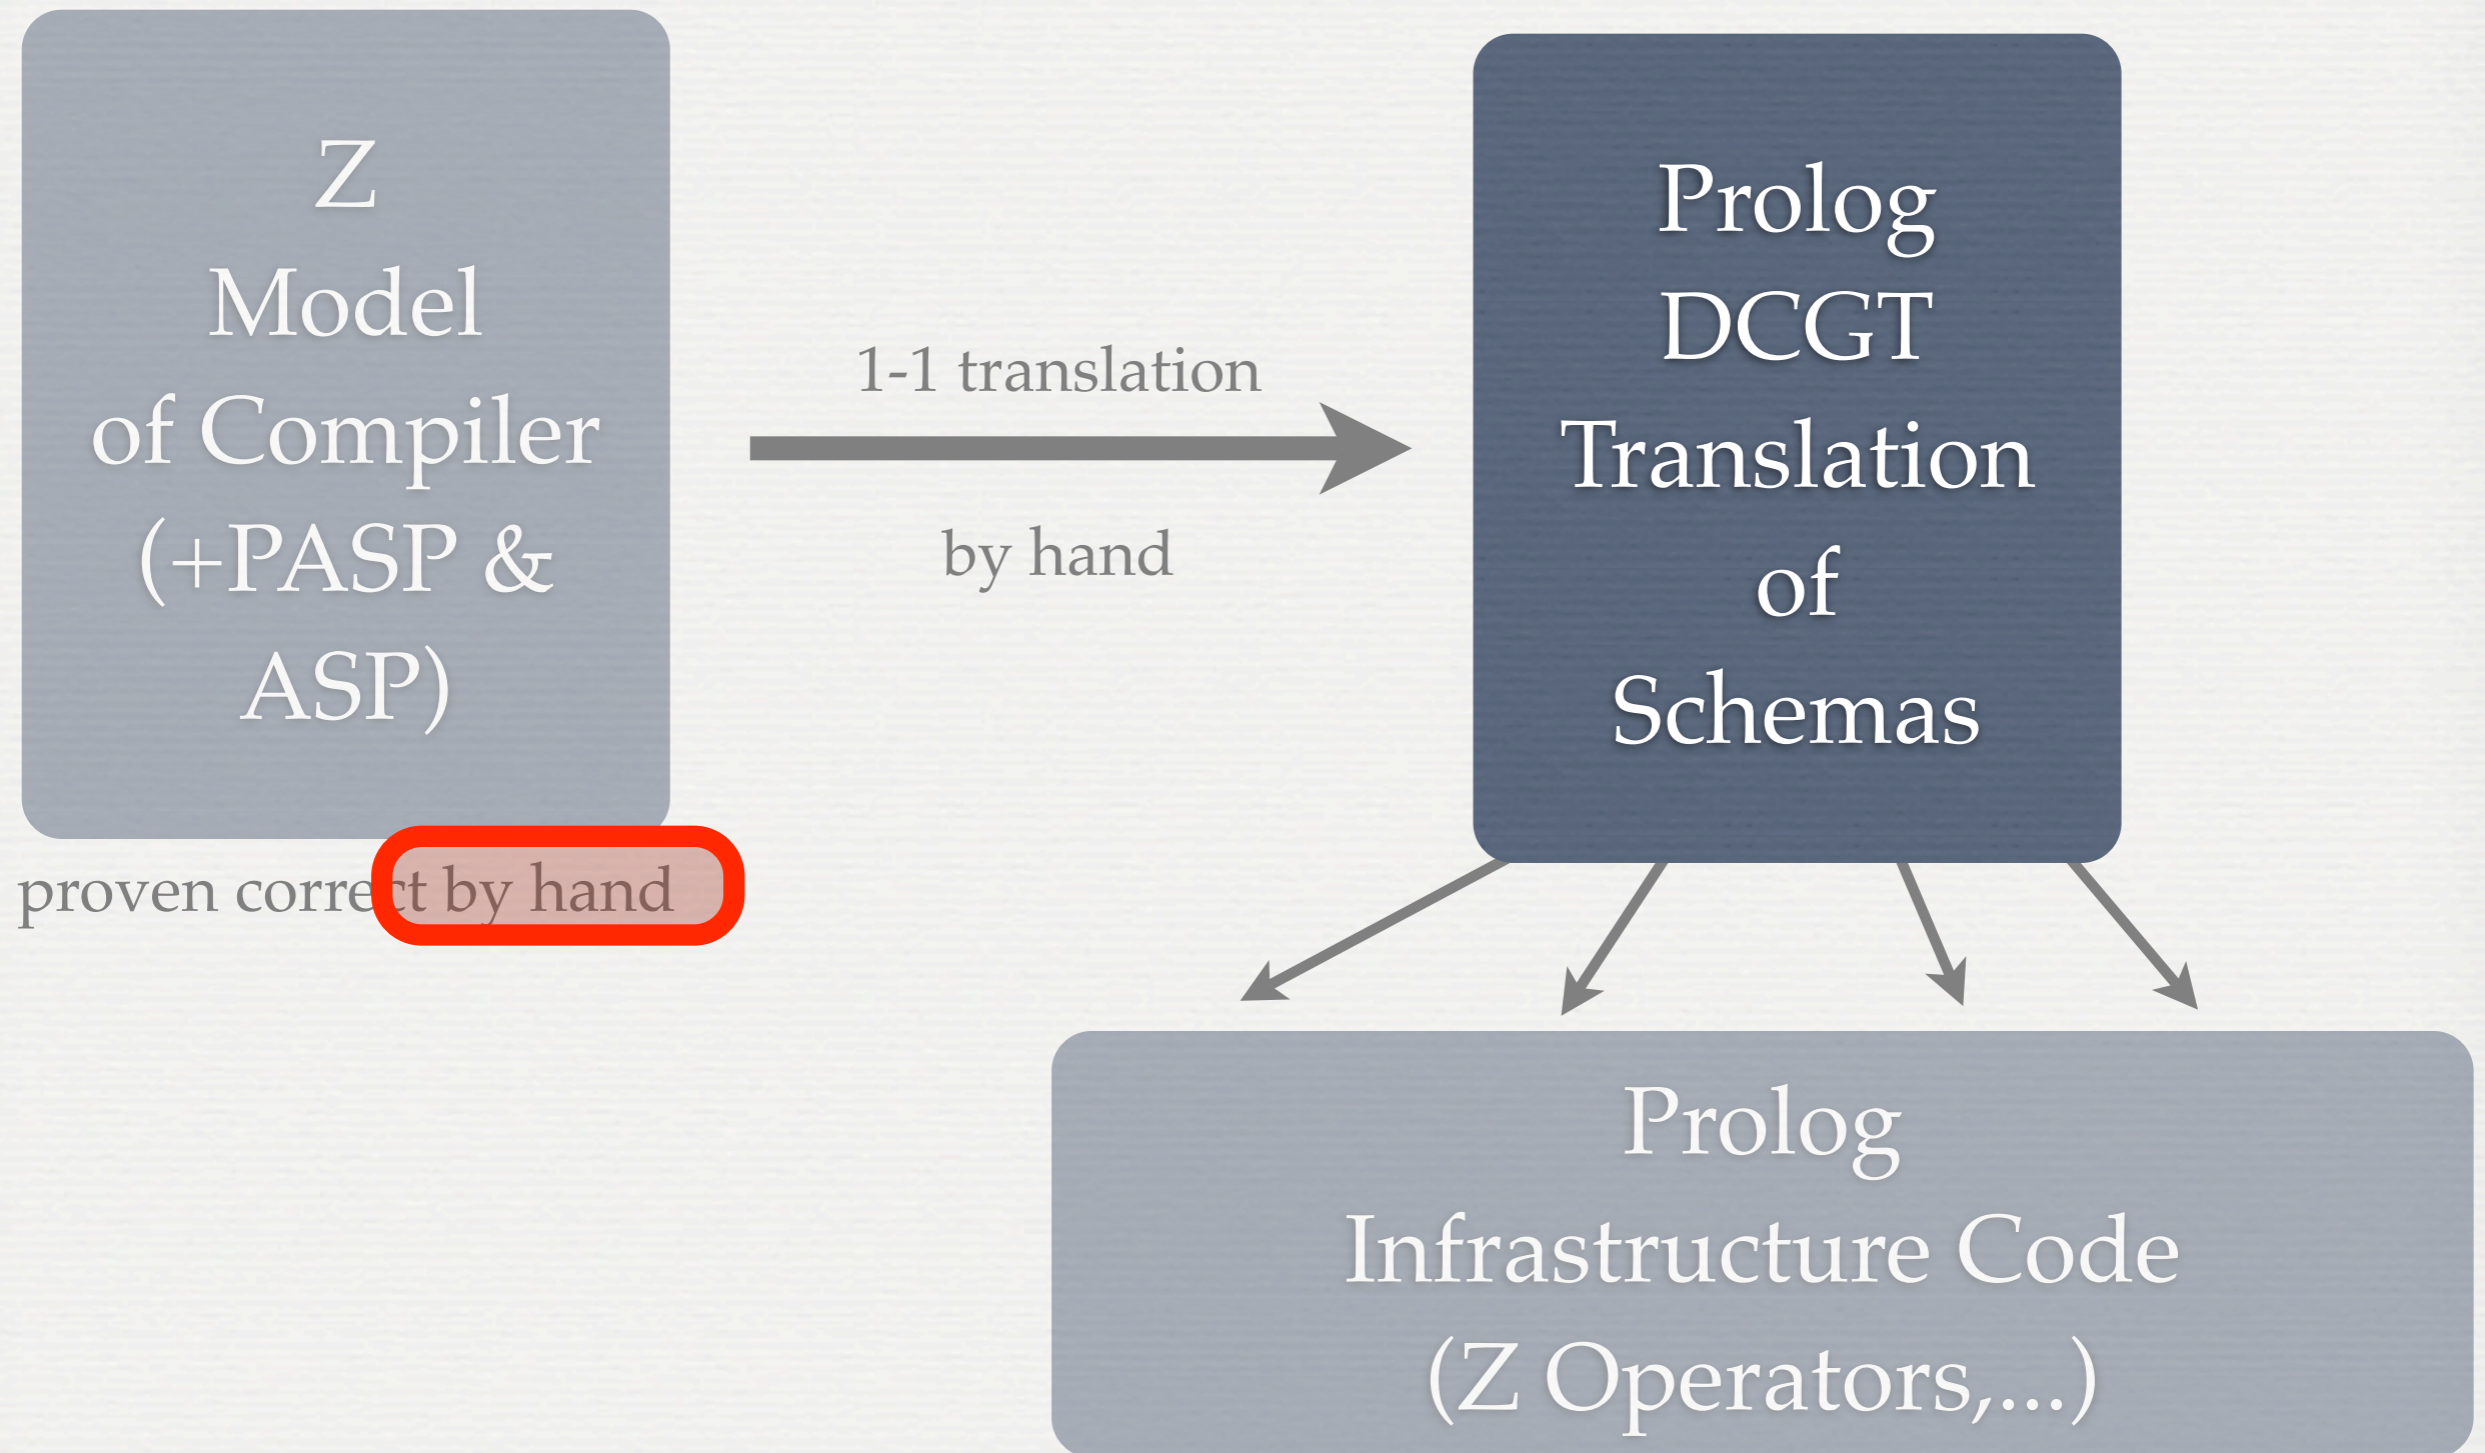 Z
Model
of Compiler
(+PASP &
ASP)
proven correct by hand
1-1 translation
by hand
Prolog
DCGT
Translation
of
Schemas
Prolog
Infrastructure Code
(Z Operators,...)